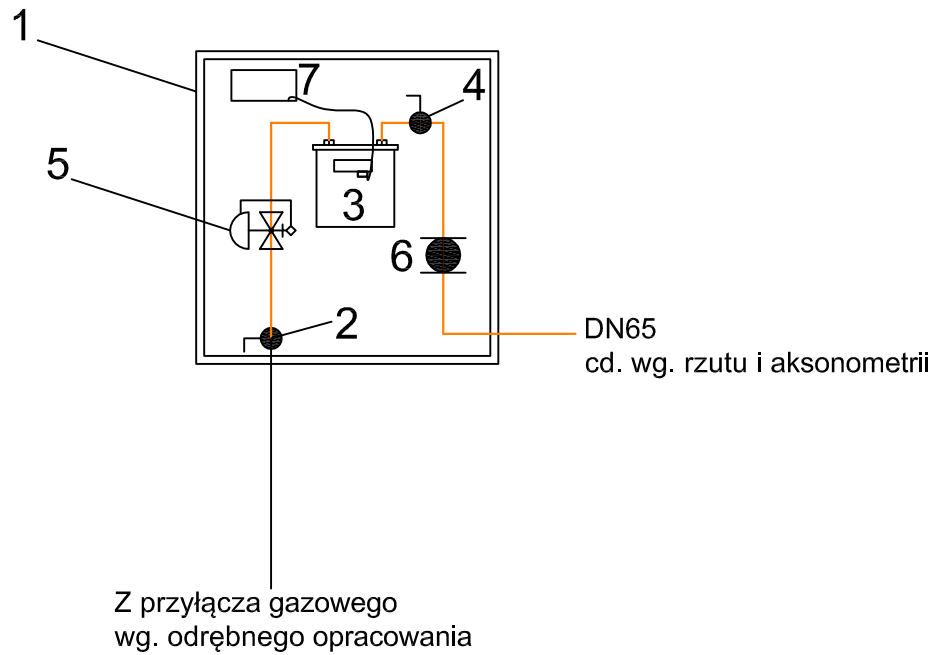 1
7
4
5
3
6
2
DN65
cd. wg. rzutu i aksonometrii
Z przyłącza gazowego
wg. odrębnego opracowania